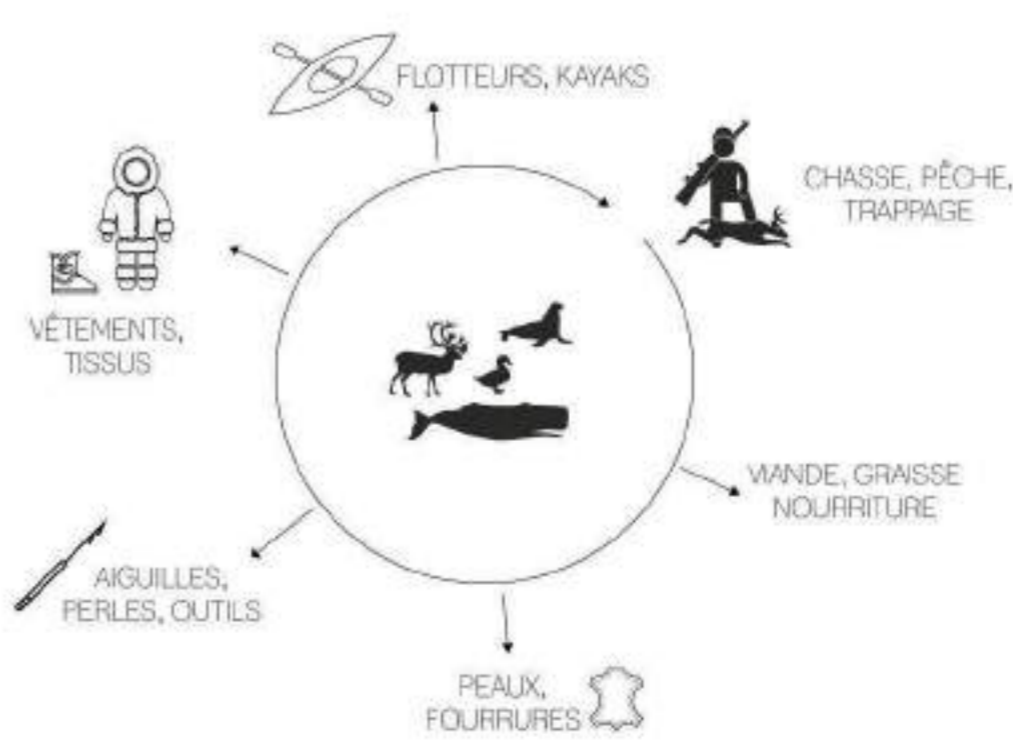 FLOTTEURS, KAYAKS
CHASSE, PÊCHE,
TRAPPAGE
VIANDE, GRAISSE
NOURRITURE
PEAUX,
FOURRURES
AIGUILLES,
PERLES, OUTILS
VÊTEMENTS,
TISSUS